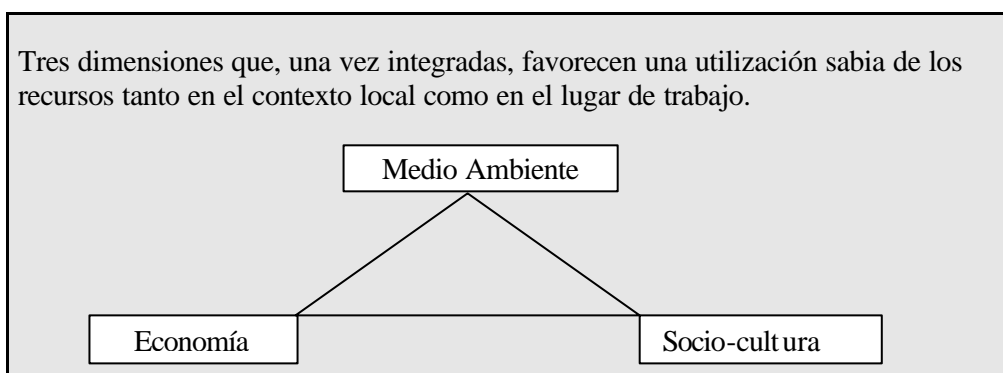 Tres dimensiones que, una vez integradas, favorecen una utilización sabia de los
recursos tanto en el contexto local como en el lugar de trabajo.
Medio Ambiente
Economía
Socio-cultura